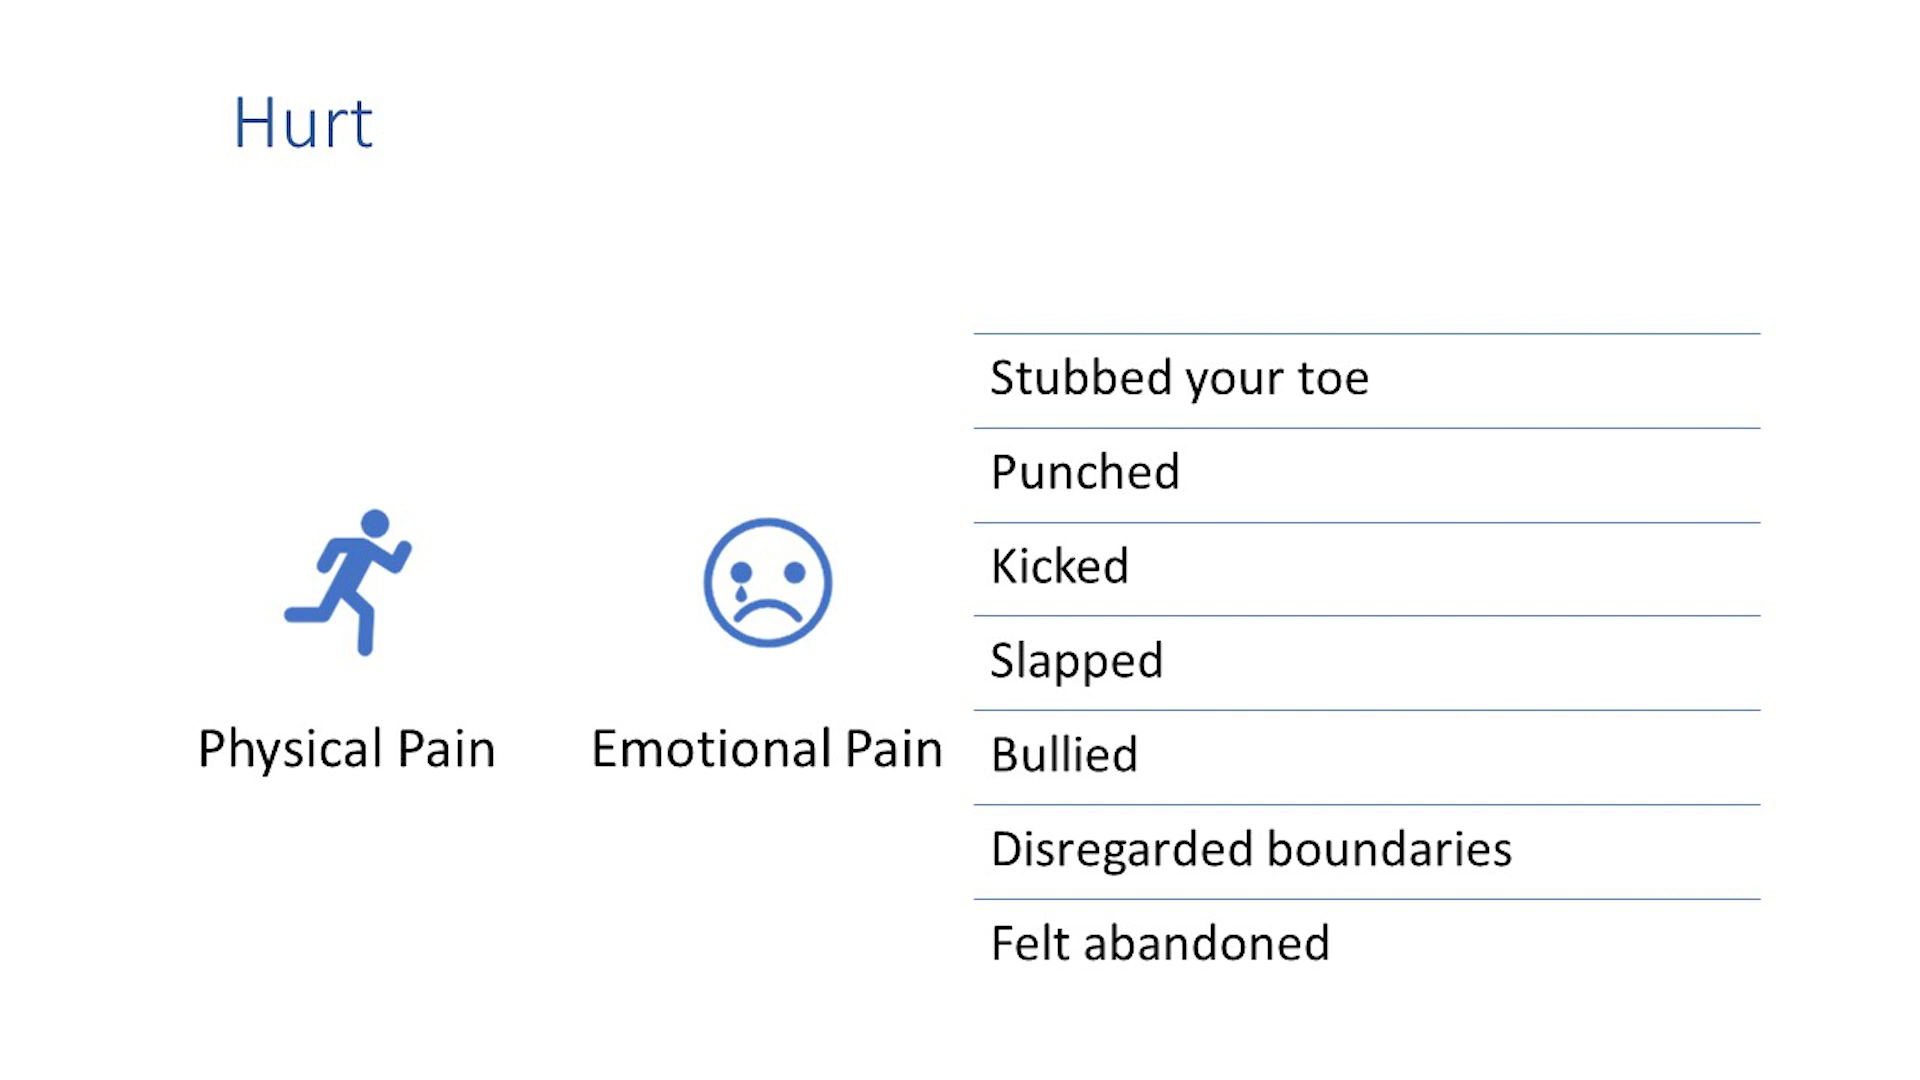 Hurt
Physical Pain
Emotional Pain
Stubbed your toe
Punched
Kicked
Slapped
Bullied
Disregarded boundaries
Felt abandoned